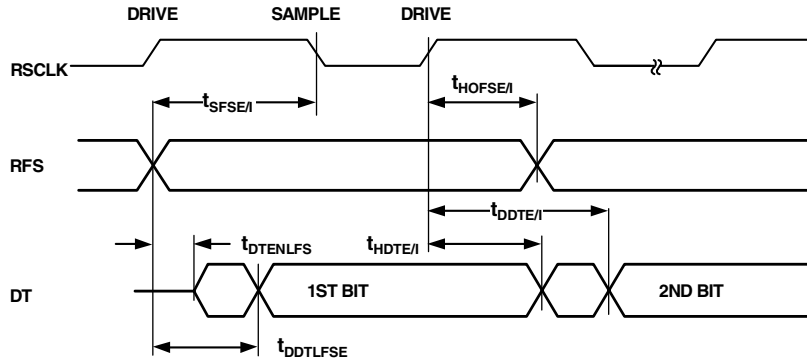 DRIVE SAMPLE DRIVE
RSCLK
tSFSE/I tHOFSE/I
RFS
tDDTE/I
tDTENLFS tHDTE/I
DT 1ST BIT 2ND BIT
tDDTLFSE